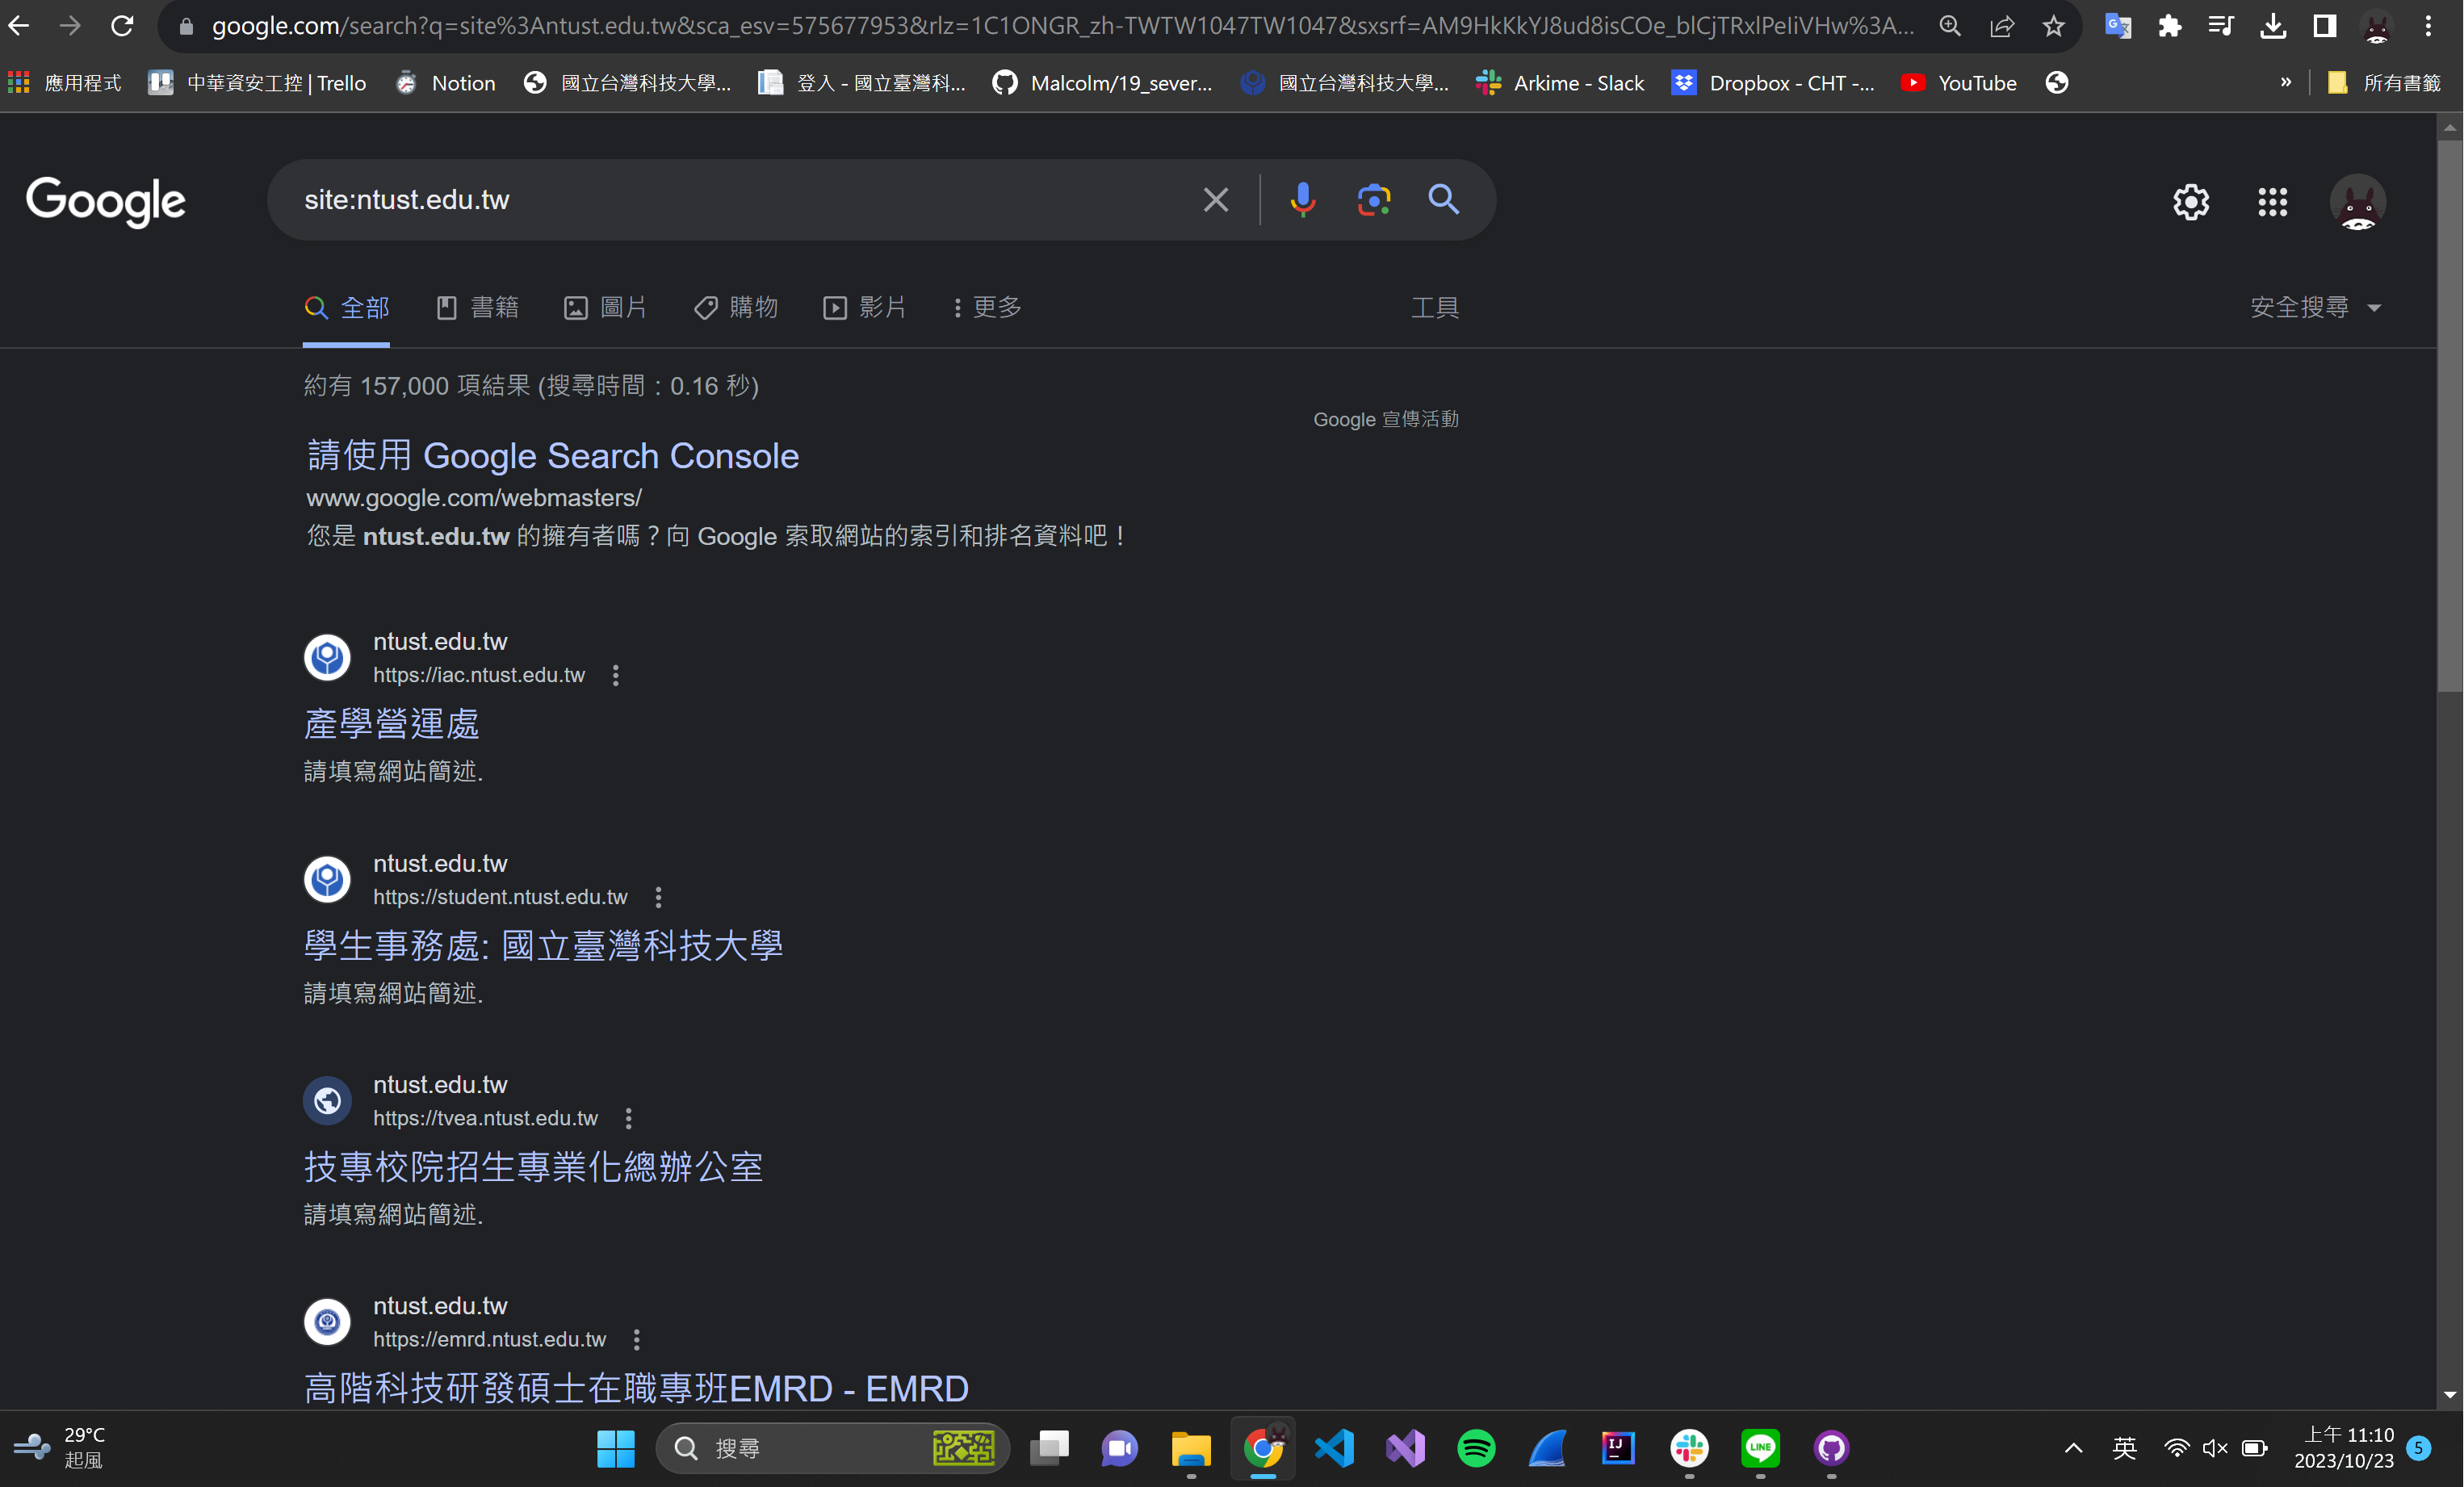 google.com/search?q=site%3Antust.edu.tw&sca_esv=575677953&rlz=1C1ONGR_zh-TWTW1047TW1047&sxsrf=AM9HkKkYJ8ud8isCOe_blCjTRxlPeIiVHw%3A...
應用程式 中華資安工控 | Trello Notion 國立台灣科技大學... 登入 - 國立臺灣科... Malcolm/19_sever... 國立台灣科技大學... Arkime - Slack Dropbox - CHT -... YouTube » 所有書籤
Google site:ntust.edu.tw
全部 書籍 圖片 購物 影片 更多 工具 安全搜尋
約有 157,000 項結果 (搜尋時間：0.16 秒)
Google 宣傳活動
請使用 Google Search Console
www.google.com/webmasters/
您是 ntust.edu.tw 的擁有者嗎？向 Google 索取網站的索引和排名資料吧！
ntust.edu.tw
https://iac.ntust.edu.tw
產學營運處
請填寫網站簡述.
ntust.edu.tw
https://student.ntust.edu.tw
學生事務處: 國立臺灣科技大學
請填寫網站簡述.
ntust.edu.tw
https://tvea.ntust.edu.tw
技專校院招生專業化總辦公室
請填寫網站簡述.
ntust.edu.tw
https://emrd.ntust.edu.tw
高階科技研發碩士在職專班EMRD - EMRD
29°C
起風
搜尋
IJ
LINE
英
上午 11:10
2023/10/23
5